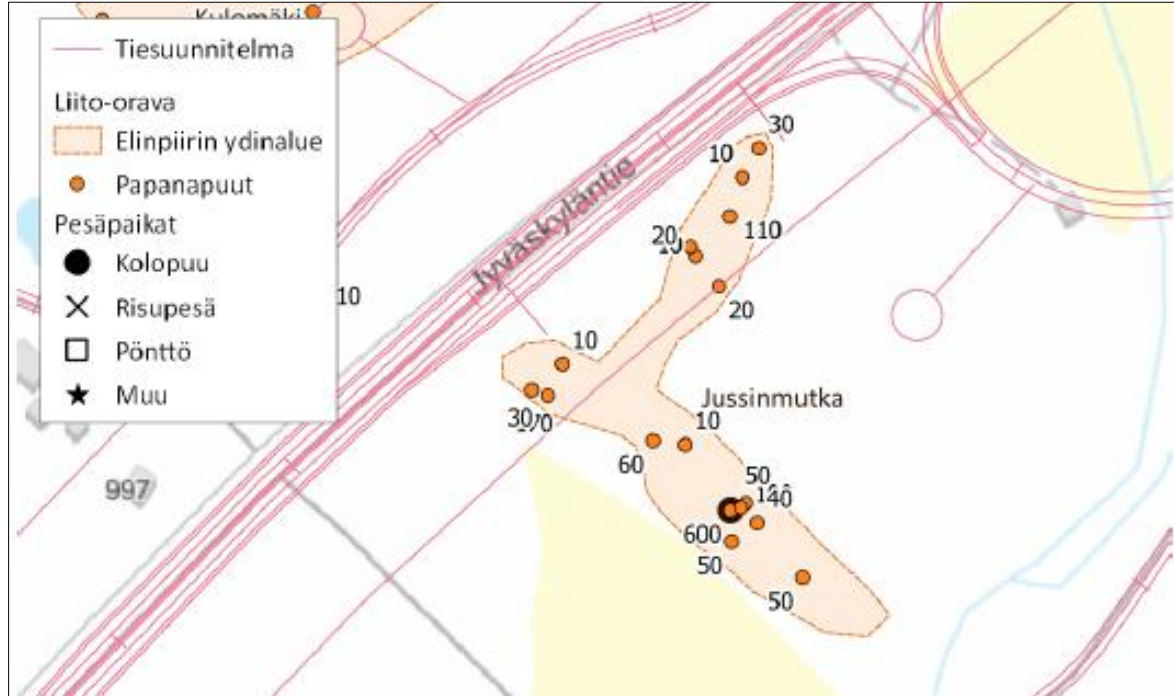 Kulomäki
Tiesuunnitelma
Liito-orava
Elinpiirin ydinalue
Papanapuut
Pesäpaikat
Kolopuu
Risupesä
Pönttö
Muu
10
30
10
Jyväskyläntie
110
20
20
10
Jussinmutka
30
10
60
50
40
997
600
50
50